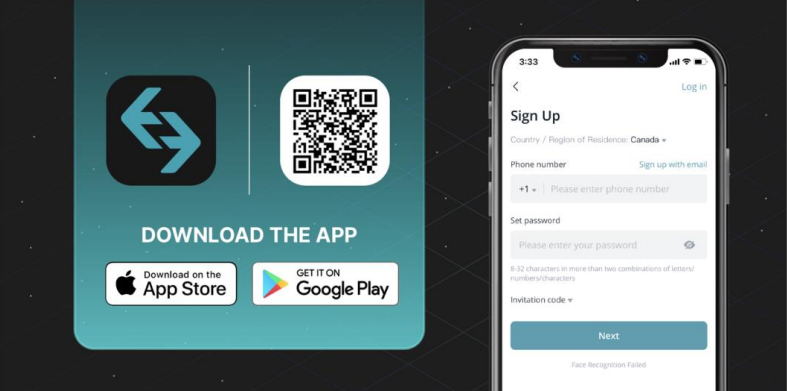 DOWNLOAD THE APP
Download on the
App Store
GET IT ON
Google Play
3:33
Log in
Sign Up
Country / Region of Residence: Canada
Phone number
Sign up with email
+1
Please enter phone number
Set password
Please enter your password
8-32 characters in more than two combinations of letters/
numbers/characters
Invitation code
Next
Face Recognition Failed